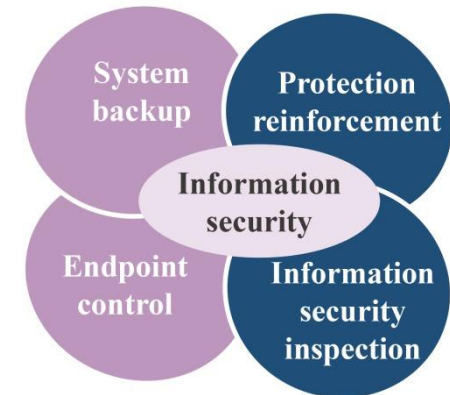 System
backup
Protection
reinforcement
Information
security
Endpoint
control
Information
security
inspection